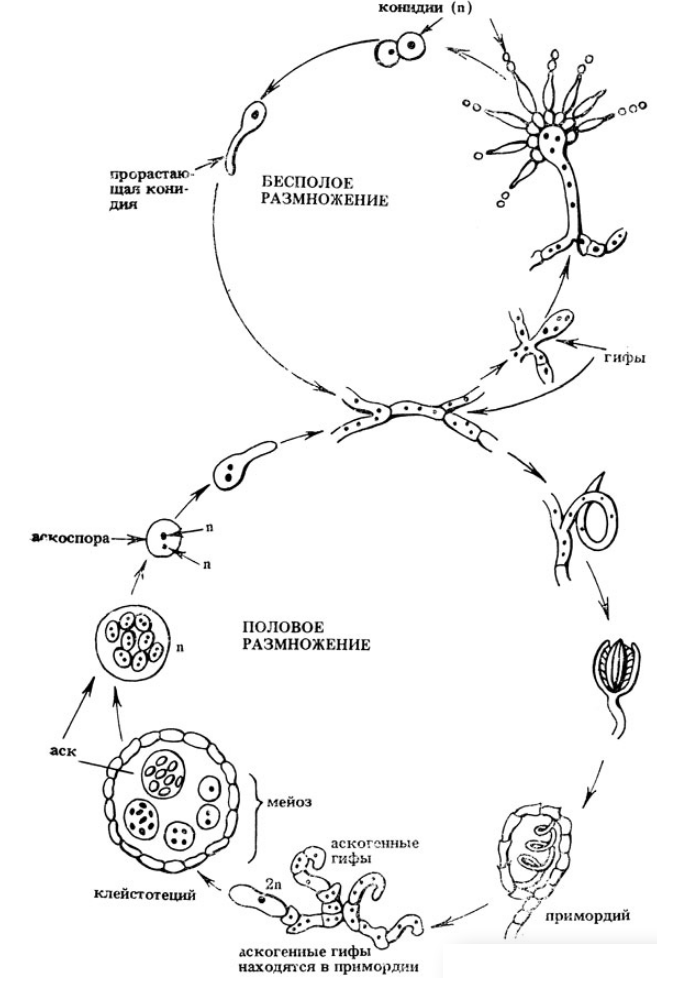 конидии (n)
прорастаю-
щая кони-
дия
БЕСПОЛОЕ
РАЗМНОЖЕНИЕ
гифы
аскоспора
n
n
ПОЛОВОЕ
РАЗМНОЖЕНИЕ
n
аск
мейоз
аскогенные
гифы
2n
клейстотеций
примордий
аскогенные гифы
находятся в примордии